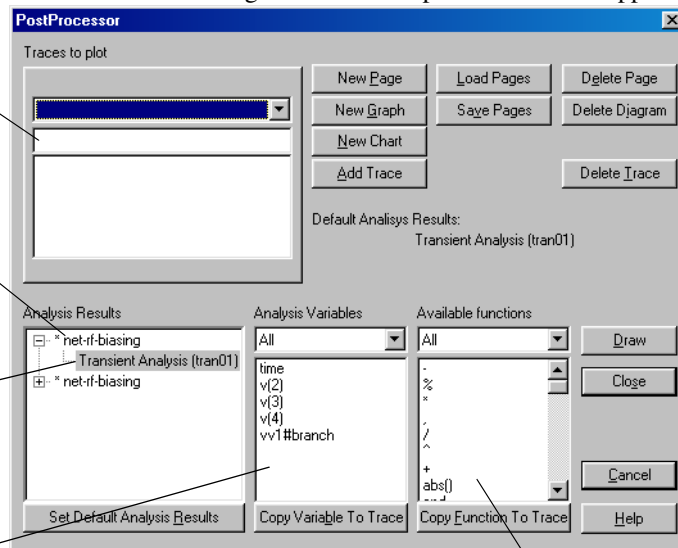 PostProcessor
Traces to plot
New Page
Load Pages
Delete Page
New Graph
Save Pages
Delete Diagram
New Chart
Add Trace
Delete Trace
Default Analisys Results:
Transient Analysis (tran01)
Analysis Results
Analysis Variables
Available functions
* net-rf-biasing
Transient Analysis (tran01)
* net-rf-biasing
All
time
v(2)
v(3)
v(4)
vv1#branch
All
-
%
*
,
/
^
+
abs()
Draw
Close
Cancel
Set Default Analysis Results
Copy Variable To Trace
Copy Function To Trace
Help